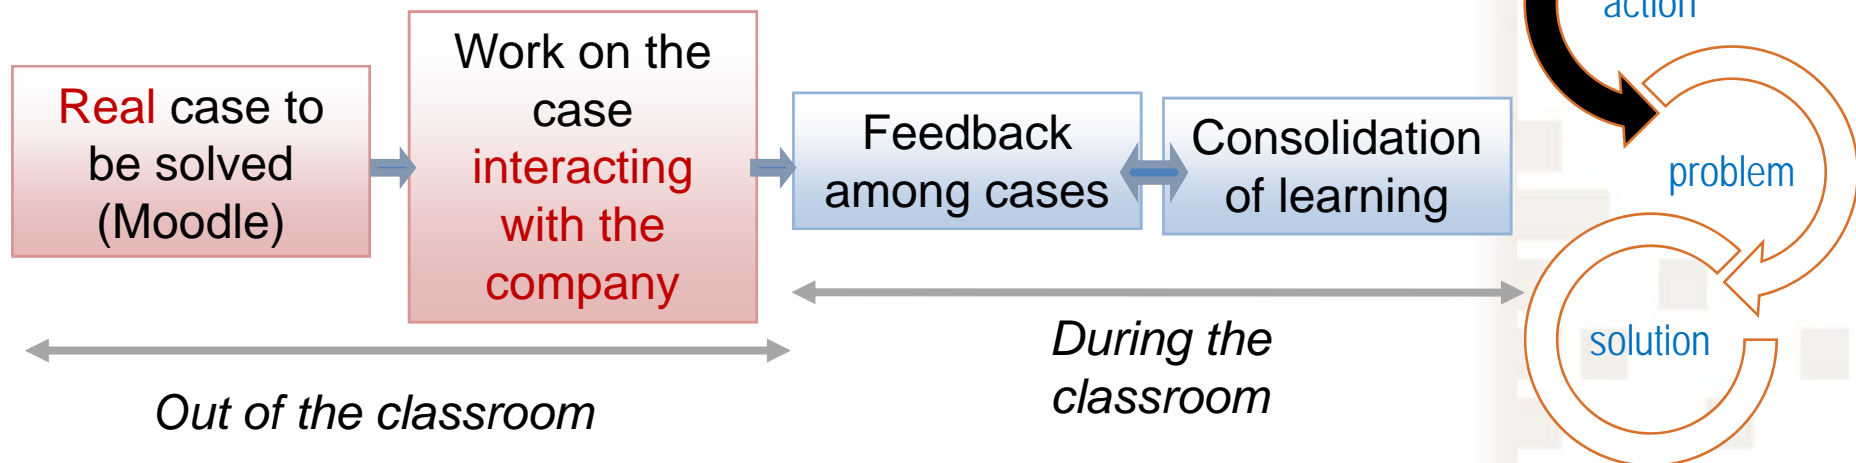 Real case to
be solved
(Moodle)
Work on the
case
interacting
with the
company
Feedback
among cases
Consolidation
of learning
Out of the classroom
During the
classroom
action
problem
solution